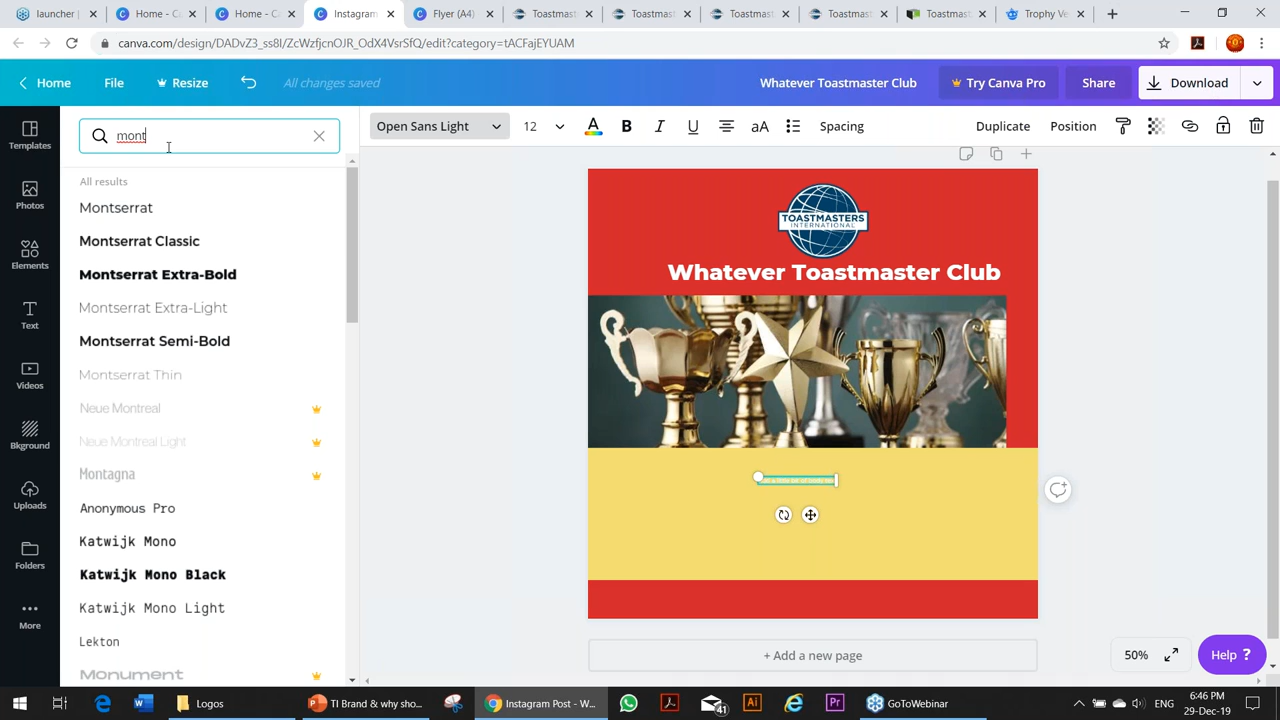 Home - C
Instagram
Flyer (A4)
Toastmast
Toastmast
Toastmast
Toastmast
Trophy Ve
canva.com/design/DADvZ3_ss8I/ZcWzfjcnOJR_OdX4VsrSfQ/edit?category=tACFajEYUAM
Home
File
Resize
All changes saved
Whatever Toastmaster Club
Try Canva Pro
Share
Download
Templates
Photos
Elements
Text
Videos
Bkground
Uploads
Folders
More
mont
All results
Montserrat
Montserrat Classic
Montserrat Extra-Bold
Montserrat Extra-Light
Montserrat Semi-Bold
Montserrat Thin
Neue Montreal
Neue Montreal Light
Montagna
Anonymous Pro
Katwijk Mono
Katwijk Mono Black
Katwijk Mono Light
Lekton
Monument
Open Sans Light
12
A
B
I
U
aA
Spacing
Duplicate
Position
TOASTMASTERS
INTERNATIONAL
Whatever Toastmaster Club
+ Add a new page
50%
Help ?
Logos
TI Brand & why sho...
Instagram Post - W...
41
Ai
Pr
GoToWebinar
ENG
6:46 PM
29-Dec-19